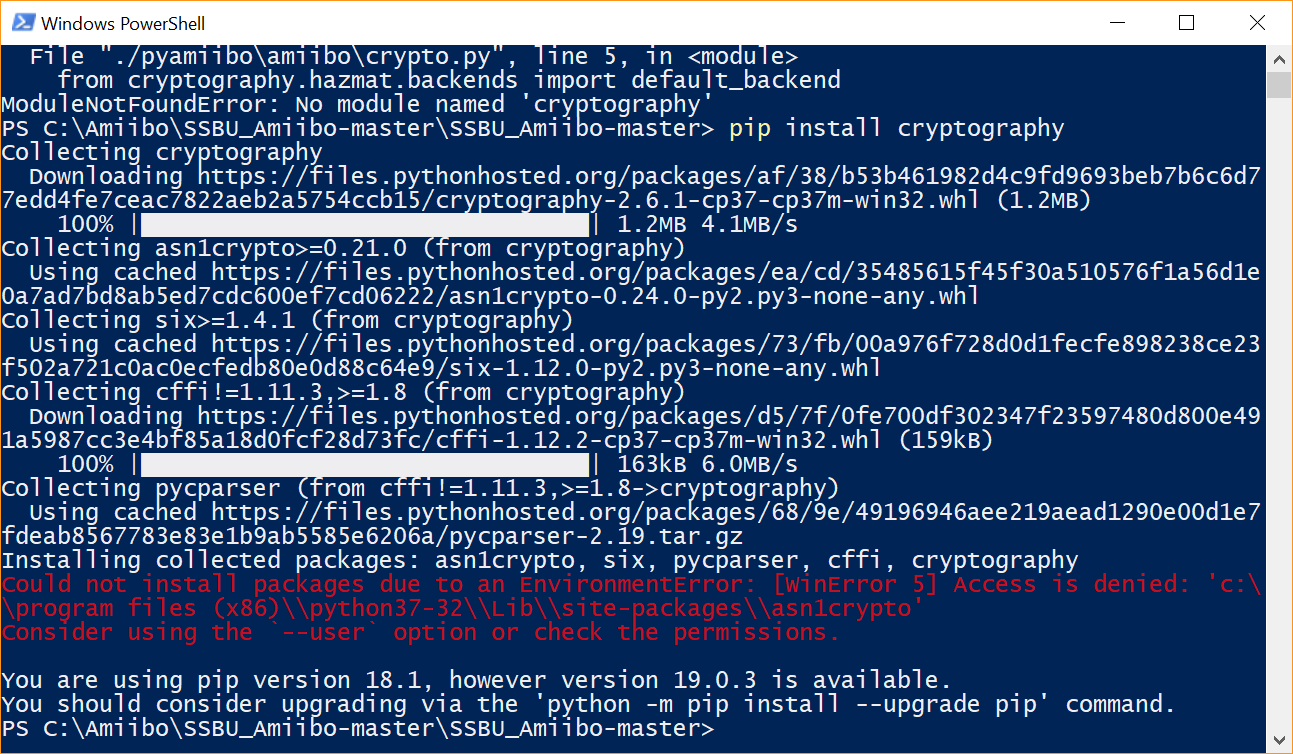 Windows PowerShell
  File "./pyamiibo\amiibo\crypto.py", line 5, in <module>
    from cryptography.hazmat.backends import default_backend
ModuleNotFoundError: No module named 'cryptography'
PS C:\Amiibo\SSBU_Amiibo-master\SSBU_Amiibo-master> pip install cryptography
Collecting cryptography
  Downloading https://files.pythonhosted.org/packages/af/38/b53b461982d4c9fd9693beb7b6c6d7
7edd4fe7ceac7822aeb2a5754ccb15/cryptography-2.6.1-cp37-cp37m-win32.whl (1.2MB)
    100% |████████████████████████████████| 1.2MB 4.1MB/s
Collecting asn1crypto>=0.21.0 (from cryptography)
  Using cached https://files.pythonhosted.org/packages/ea/cd/35485615f45f30a510576f1a56d1e
0a7ad7bd8ab5ed7cdc600ef7cd06222/asn1crypto-0.24.0-py2.py3-none-any.whl
Collecting six>=1.4.1 (from cryptography)
  Using cached https://files.pythonhosted.org/packages/73/fb/00a976f728d0d1fecfe898238ce23
f502a721c0ac0ecfedb80e0d88c64e9/six-1.12.0-py2.py3-none-any.whl
Collecting cffi!=1.11.3,>=1.8 (from cryptography)
  Downloading https://files.pythonhosted.org/packages/d5/7f/0fe700df302347f23597480d800e49
1a5987cc3e4bf85a18d0fcf28d73fc/cffi-1.12.2-cp37-cp37m-win32.whl (159kB)
    100% |████████████████████████████████| 163kB 6.0MB/s
Collecting pycparser (from cffi!=1.11.3,>=1.8->cryptography)
  Using cached https://files.pythonhosted.org/packages/68/9e/49196946aee219aead1290e00d1e7
fdeab8567783e83e1b9ab5585e6206a/pycparser-2.19.tar.gz
Installing collected packages: asn1crypto, six, pycparser, cffi, cryptography
Could not install packages due to an EnvironmentError: [WinError 5] Access is denied: 'c:\
\program files (x86)\\python37-32\\Lib\\site-packages\\asn1crypto'
Consider using the `--user` option or check the permissions.
You are using pip version 18.1, however version 19.0.3 is available.
You should consider upgrading via the 'python -m pip install --upgrade pip' command.
PS C:\Amiibo\SSBU_Amiibo-master\SSBU_Amiibo-master>